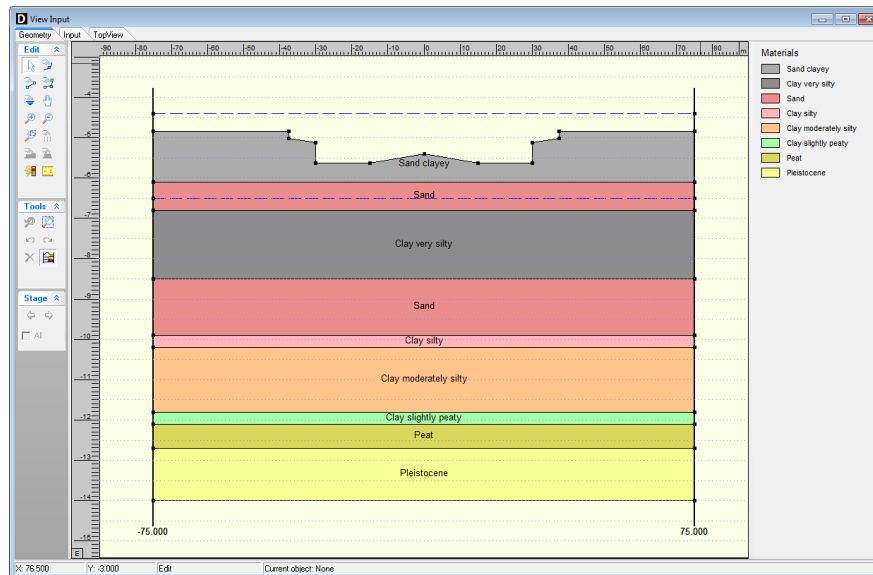 View Input
Geometry
Input
TopView
Edit
Tools
Stage
All
-90 -80 -70 -60 -50 -40 -30 -20 -10 0 10 20 30 40 50 60 70 80 m
-4
-5
-6
-7
-8
-9
-10
-11
-12
-13
-14
-15
E
Sand clayey
Sand
Clay very silty
Sand
Clay silty
Clay moderately silty
Clay slightly peaty
Peat
Pleistocene
-75.000
75.000
Materials
Sand clayey
Clay very silty
Sand
Clay silty
Clay moderately silty
Clay slightly peaty
Peat
Pleistocene
X: 76.500
Y: -3.000
Edit
Current object: None